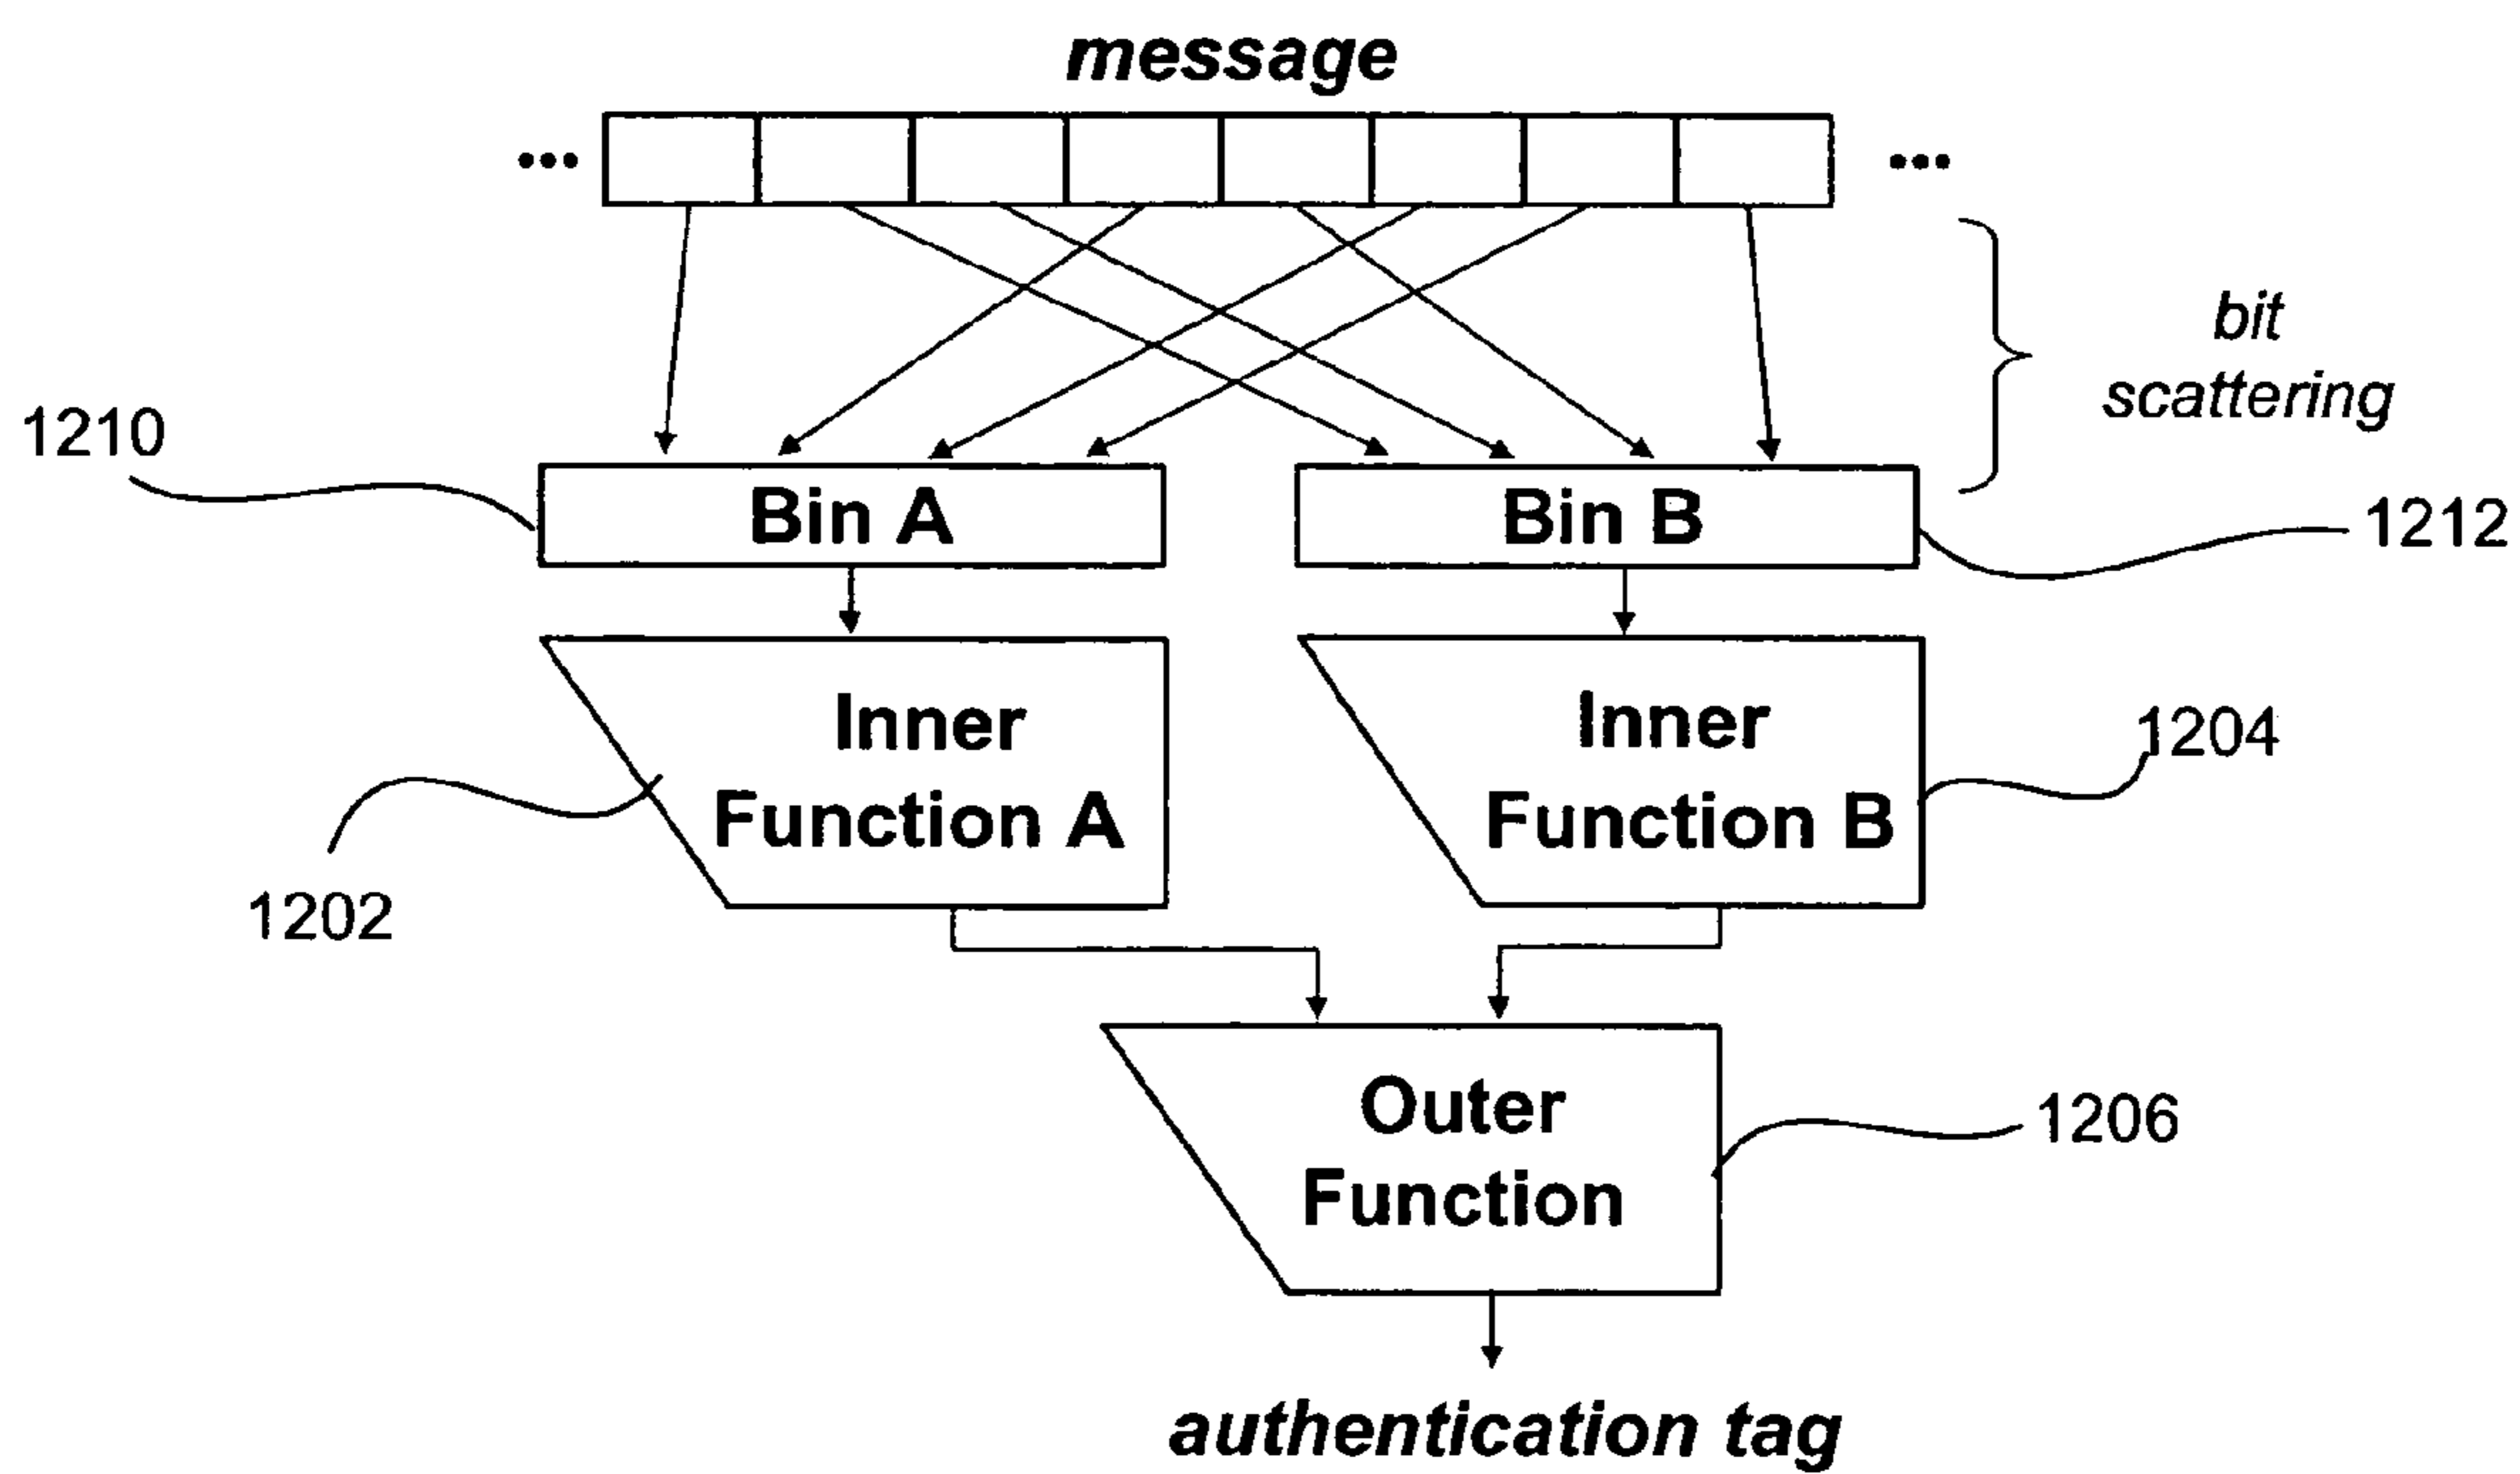 message
... ...
bit
scattering
1210
Bin A
Bin B
1212
Inner
Function A
Inner
Function B
1204
1202
Outer
Function
1206
authentication tag